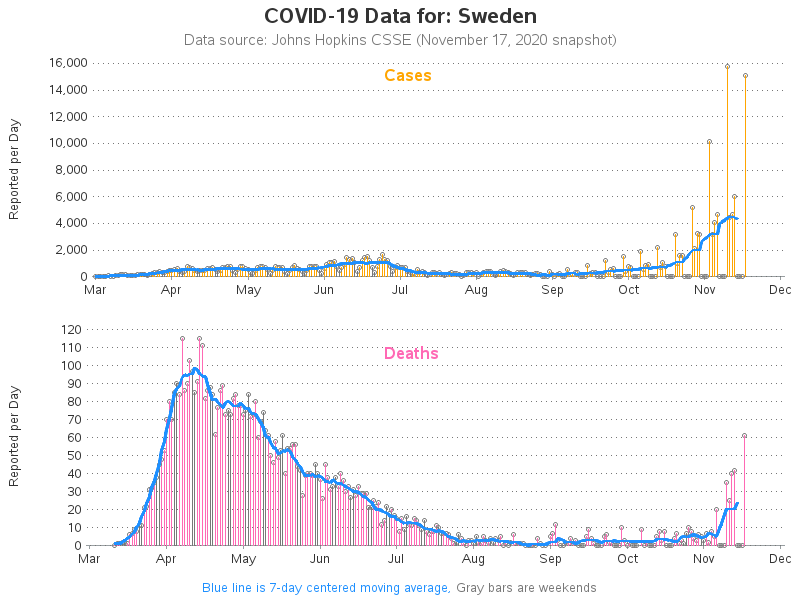 COVID-19 Data for: Sweden
Data source: Johns Hopkins CSSE (November 17, 2020 snapshot)
Cases
Reported per Day
16,000
14,000
12,000
10,000
8,000
6,000
4,000
2,000
0
Mar Apr May Jun Jul Aug Sep Oct Nov Dec
Deaths
Reported per Day
120
110
100
90
80
70
60
50
40
30
20
10
0
Mar Apr May Jun Jul Aug Sep Oct Nov Dec
Blue line is 7-day centered moving average, Gray bars are weekends